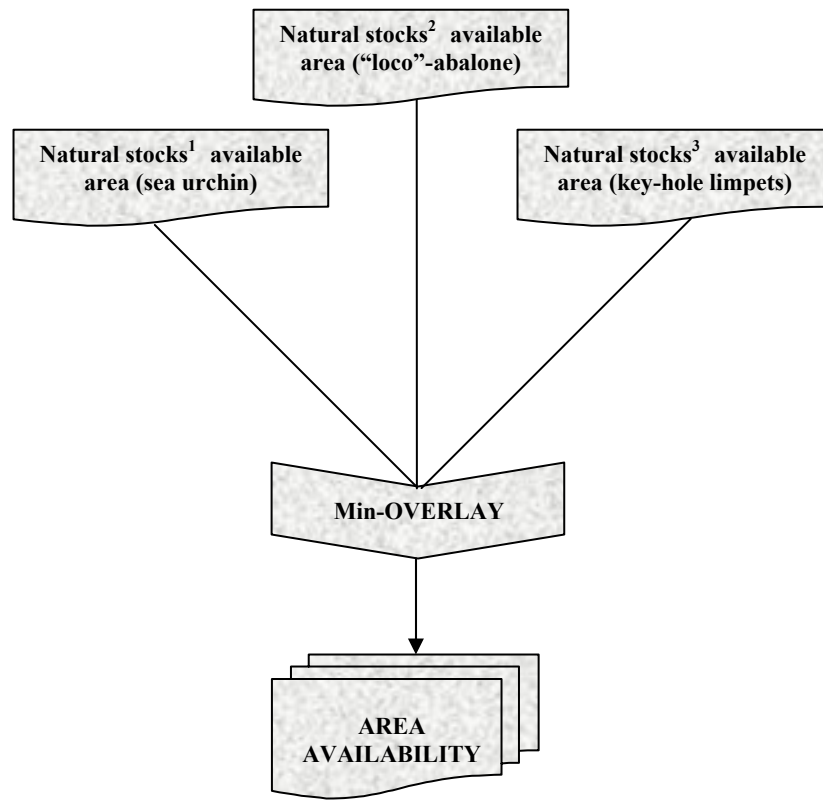 Natural stocks² available
area (“loco”-abalone)
Natural stocks¹ available
area (sea urchin)
Natural stocks³ available
area (key-hole limpets)
Min-OVERLAY
AREA
AVAILABILITY